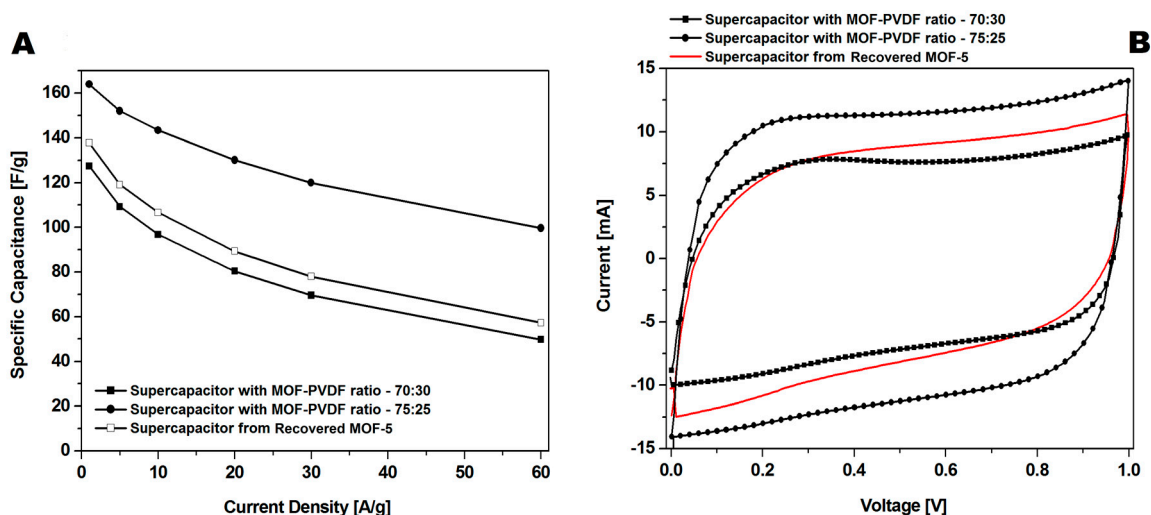 A
160
140
120
100
80
60
40
20
0
Specific Capacitance [F/g]
Supercapacitor with MOF-PVDF ratio - 70:30
Supercapacitor with MOF-PVDF ratio - 75:25
Supercapacitor from Recovered MOF-5
0 10 20 30 40 50 60
Current Density [A/g]
Supercapacitor with MOF-PVDF ratio - 70:30
Supercapacitor with MOF-PVDF ratio - 75:25
Supercapacitor from Recovered MOF-5
B
15
10
5
0
-5
-10
-15
Current [mA]
0.0 0.2 0.4 0.6 0.8 1.0
Voltage [V]